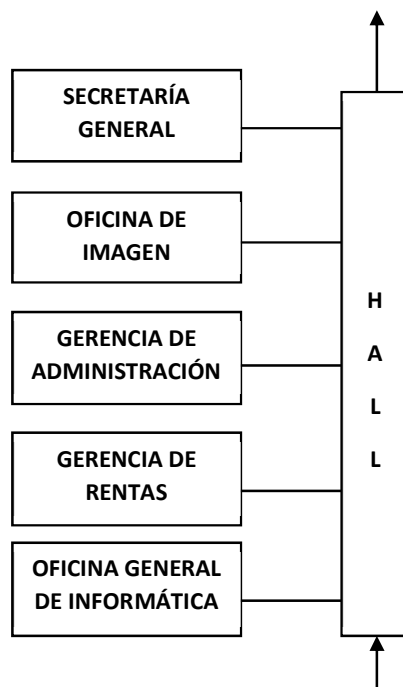 SECRETARÍA
GENERAL
OFICINA DE
IMAGEN
GERENCIA DE
ADMINISTRACIÓN
GERENCIA DE
RENTAS
OFICINA GENERAL
DE INFORMÁTICA
H
A
L
L